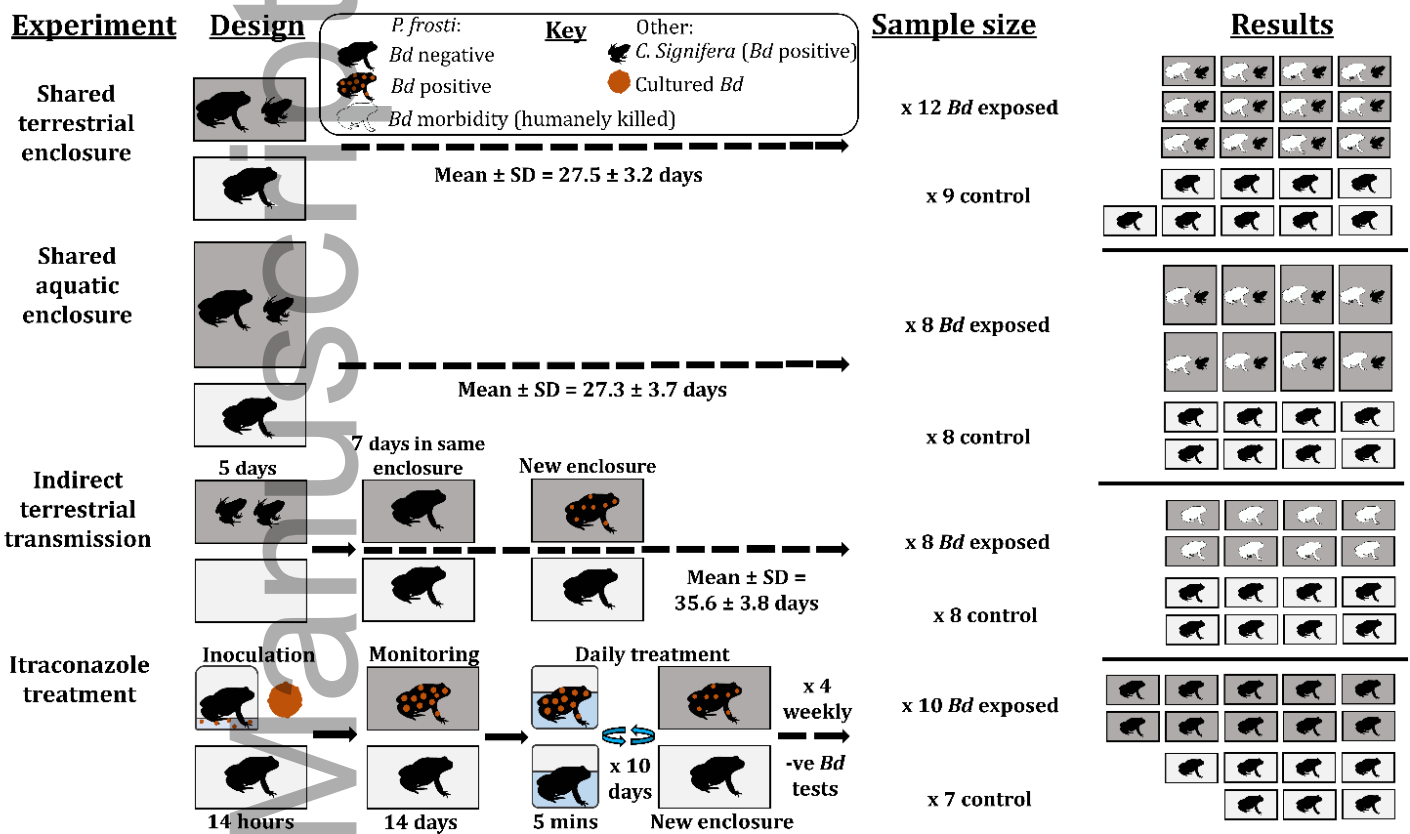 Experiment
Design
Key
Sample size
Results
P. frosti:
Bd negative
Bd positive
Bd morbidity (humanely killed)
Other:
C. Signifera (Bd positive)
Cultured Bd
Shared
terrestrial
enclosure
Mean ± SD = 27.5 ± 3.2 days
x 12 Bd exposed
x 9 control
Shared
aquatic
enclosure
Mean ± SD = 27.3 ± 3.7 days
x 8 Bd exposed
x 8 control
Indirect
terrestrial
transmission
5 days
7 days in same
enclosure
New enclosure
Mean ± SD =
35.6 ± 3.8 days
x 8 Bd exposed
x 8 control
Itraconazole
treatment
Inoculation
14 hours
Monitoring
14 days
Daily treatment
5 mins
x 10
days
New enclosure
x 4
weekly
-ve Bd
tests
x 10 Bd exposed
x 7 control
Manuscript